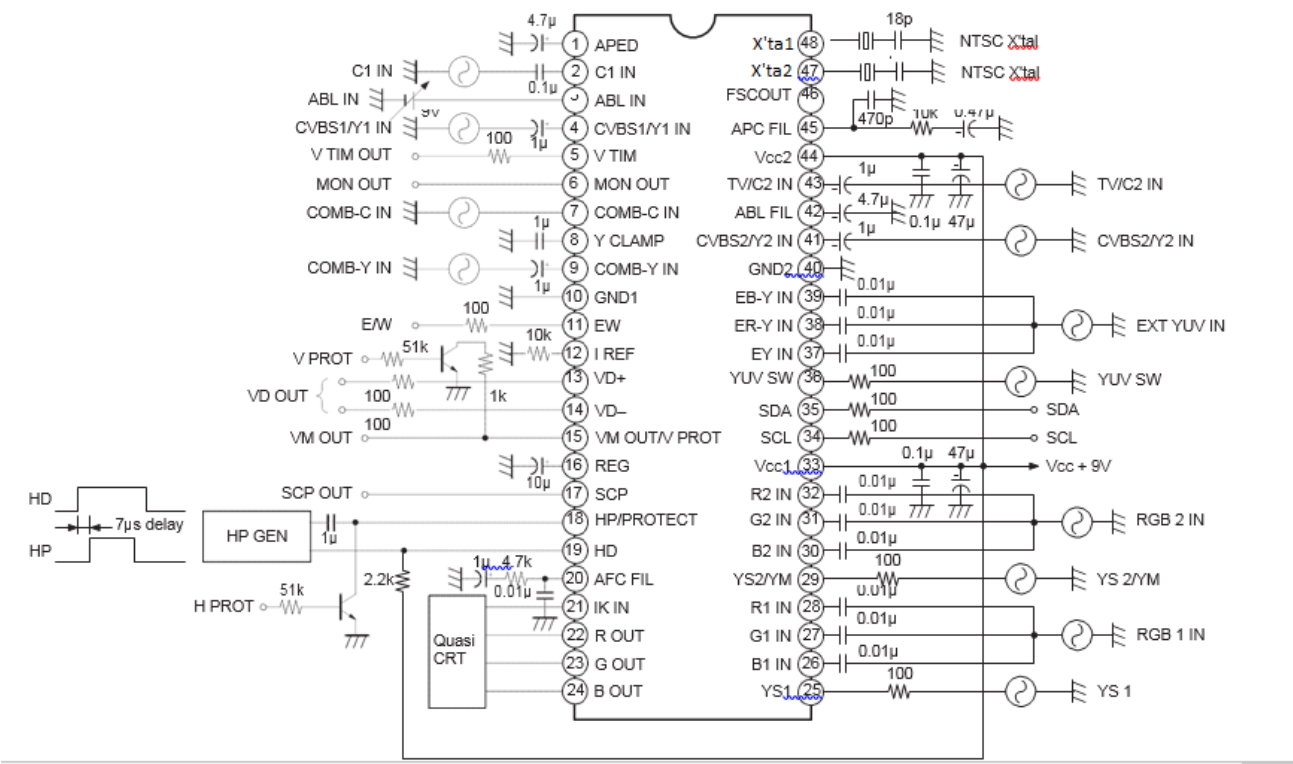 4.7µ
1 APED
C1 IN
0.1µ
2 C1 IN
ABL IN
9V
ABL IN
CVBS1/Y1 IN
1µ
4 CVBS1/Y1 IN
V TIM OUT
100
5 V TIM
MON OUT
6 MON OUT
COMB-C IN
7 COMB-C IN
1µ
8 Y CLAMP
COMB-Y IN
1µ
9 COMB-Y IN
10 GND1
E/W
100
11 EW
10k
12 I REF
V PROT
51k
1k
VD OUT
100
13 VD+
100
14 VD–
VM OUT
15 VM OUT/V PROT
10µ
16 REG
SCP OUT
17 SCP
HD
7µs delay
HP
HP GEN
1µ
18 HP/PROTECT
19 HD
2.2k
1µ 4.7k
0.01µ
20 AFC FIL
H PROT
51k
Quasi
CRT
21 IK IN
22 R OUT
23 G OUT
24 B OUT
X'ta1 48
18p
NTSC X'tal
X'ta2 47
NTSC X'tal
FSCOUT 46
APC FIL 45
470p
10k
0.47µ
Vcc2 44
TV/C2 IN 43
1µ
TV/C2 IN
ABL FIL 42
4.7µ
0.1µ 47µ
CVBS2/Y2 IN 41
1µ
CVBS2/Y2 IN
GND2 40
EB-Y IN 39
0.01µ
ER-Y IN 38
0.01µ
EXT YUV IN
EY IN 37
0.01µ
YUV SW 36
100
YUV SW
SDA 35
100
SDA
SCL 34
100
SCL
Vcc1 33
0.1µ 47µ
Vcc + 9V
R2 IN 32
0.01µ
G2 IN 31
0.01µ
RGB 2 IN
B2 IN 30
0.01µ
YS2/YM 29
100
YS 2/YM
R1 IN 28
0.01µ
G1 IN 27
0.01µ
RGB 1 IN
B1 IN 26
0.01µ
YS1 25
100
YS 1